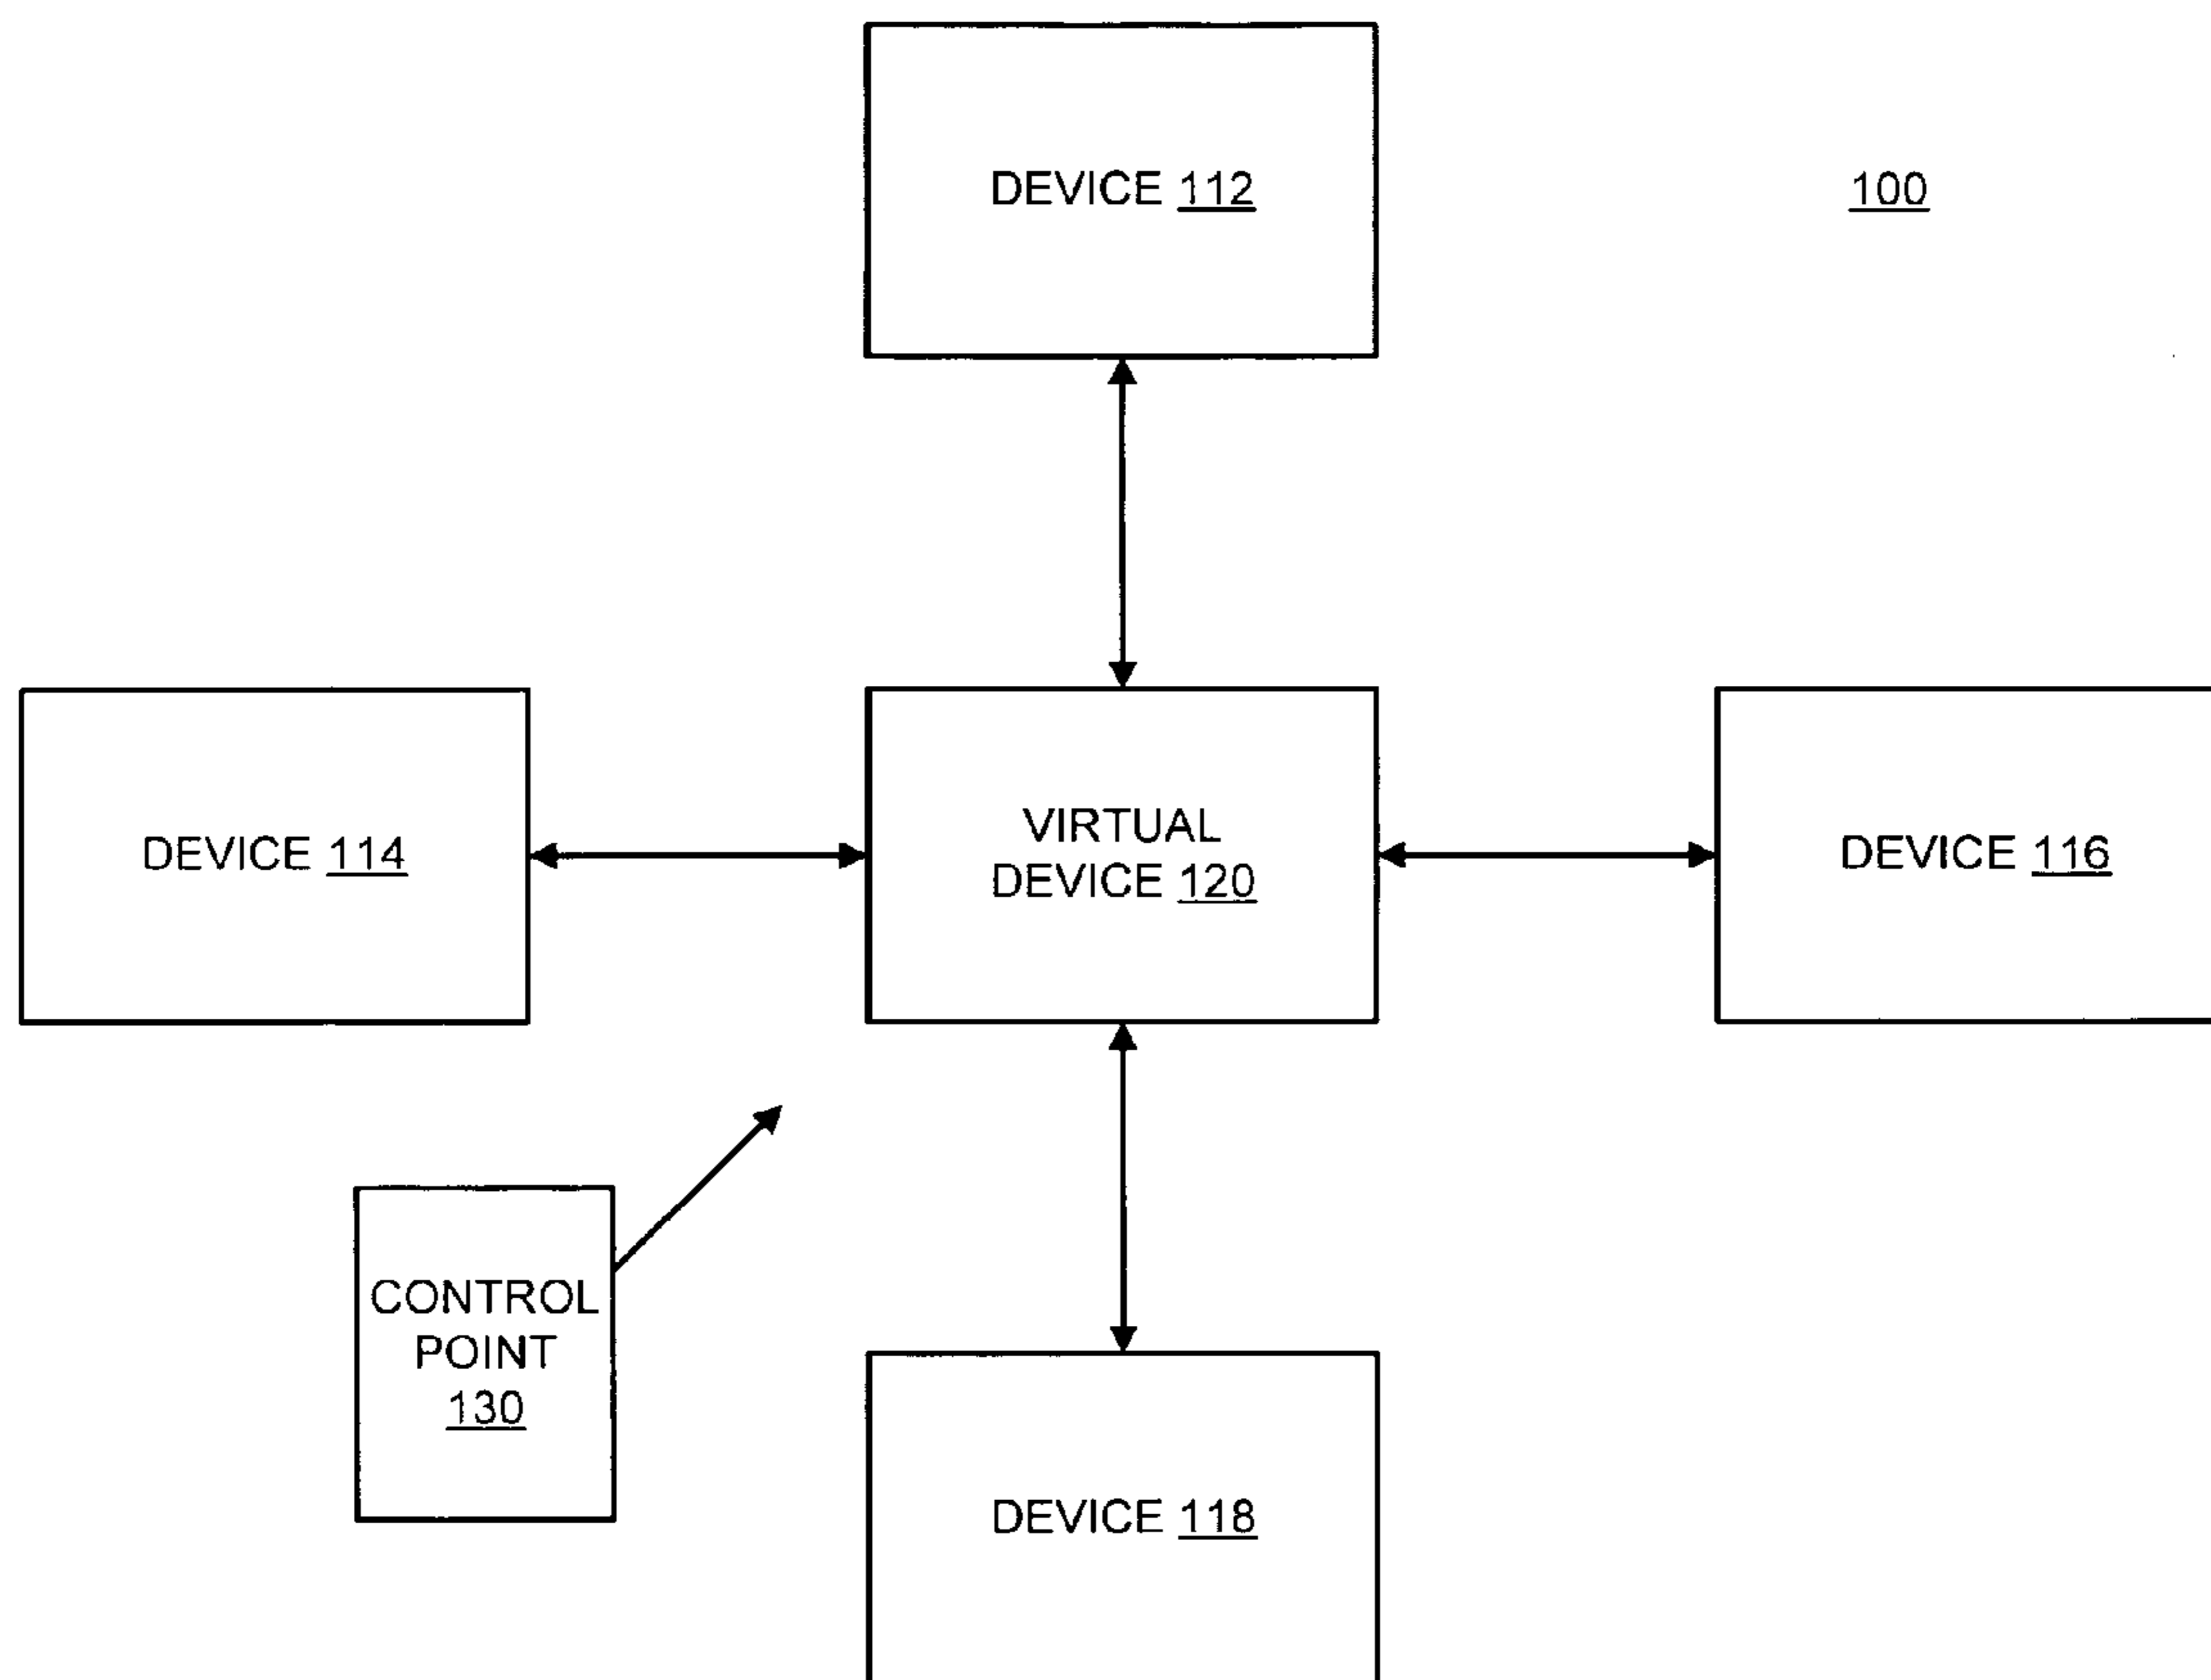 DEVICE 112
100
DEVICE 114
VIRTUAL
DEVICE 120
DEVICE 116
CONTROL
POINT
130
DEVICE 118